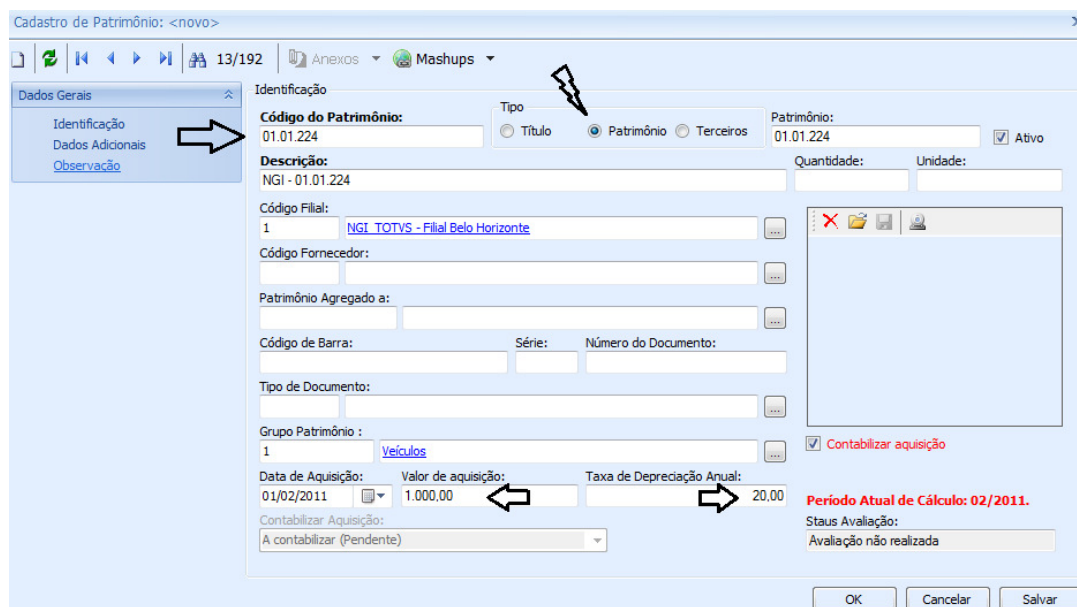 Cadastro de Patrimônio: <novo>
13/192 Anexos Mashups
Dados Gerais
Identificação
Dados Adicionais
Observação
Identificação
Código do Patrimônio:
01.01.224
Tipo
Título Patrimônio Terceiros
Patrimônio:
01.01.224
Ativo
Descrição:
NGI - 01.01.224
Quantidade: Unidade:
Código Filial:
1 NGI TOTVS - Filial Belo Horizonte
...
Código Fornecedor:
...
Patrimônio Agregado a:
...
Código de Barra: Série: Número do Documento:
Tipo de Documento:
...
Grupo Patrimônio :
1 Veículos
...
Contabilizar aquisição
Data de Aquisição: Valor de aquisição: Taxa de Depreciação Anual:
01/02/2011 1.000,00 20,00
Período Atual de Cálculo: 02/2011.
Contabilizar Aquisição:
A contabilizar (Pendente)
Staus Avaliação:
Avaliação não realizada
OK Cancelar Salvar